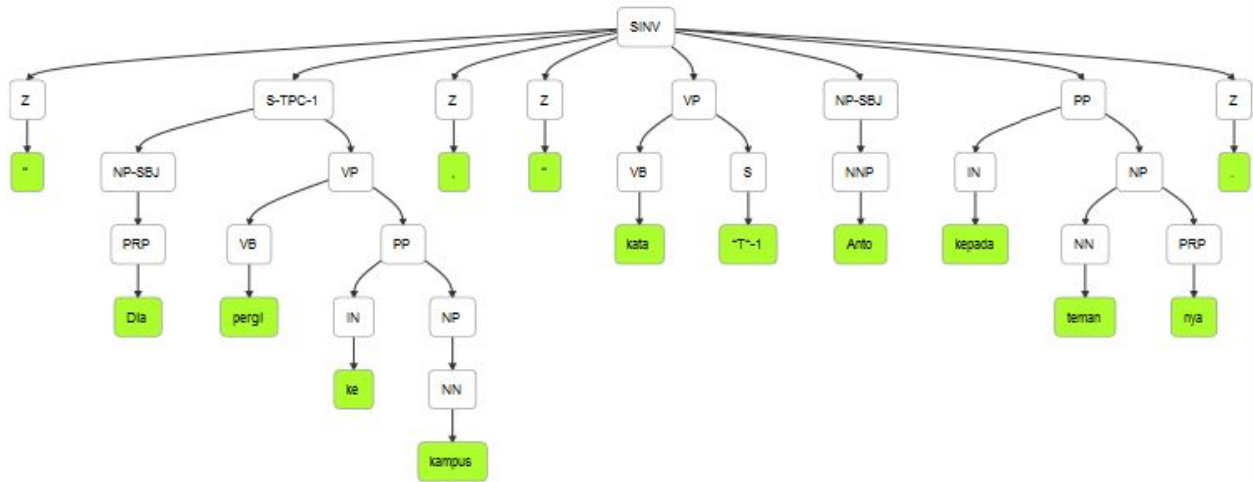 SINV
Z S-TPC-1 Z Z VP NP-SBJ PP Z
" NP-SBJ VP , " VB S NNP IN NP .
PRP VB PP kata "T"-1 Anto kepada NN PRP
Dia pergi IN NP teman nya
ke NN
kampus